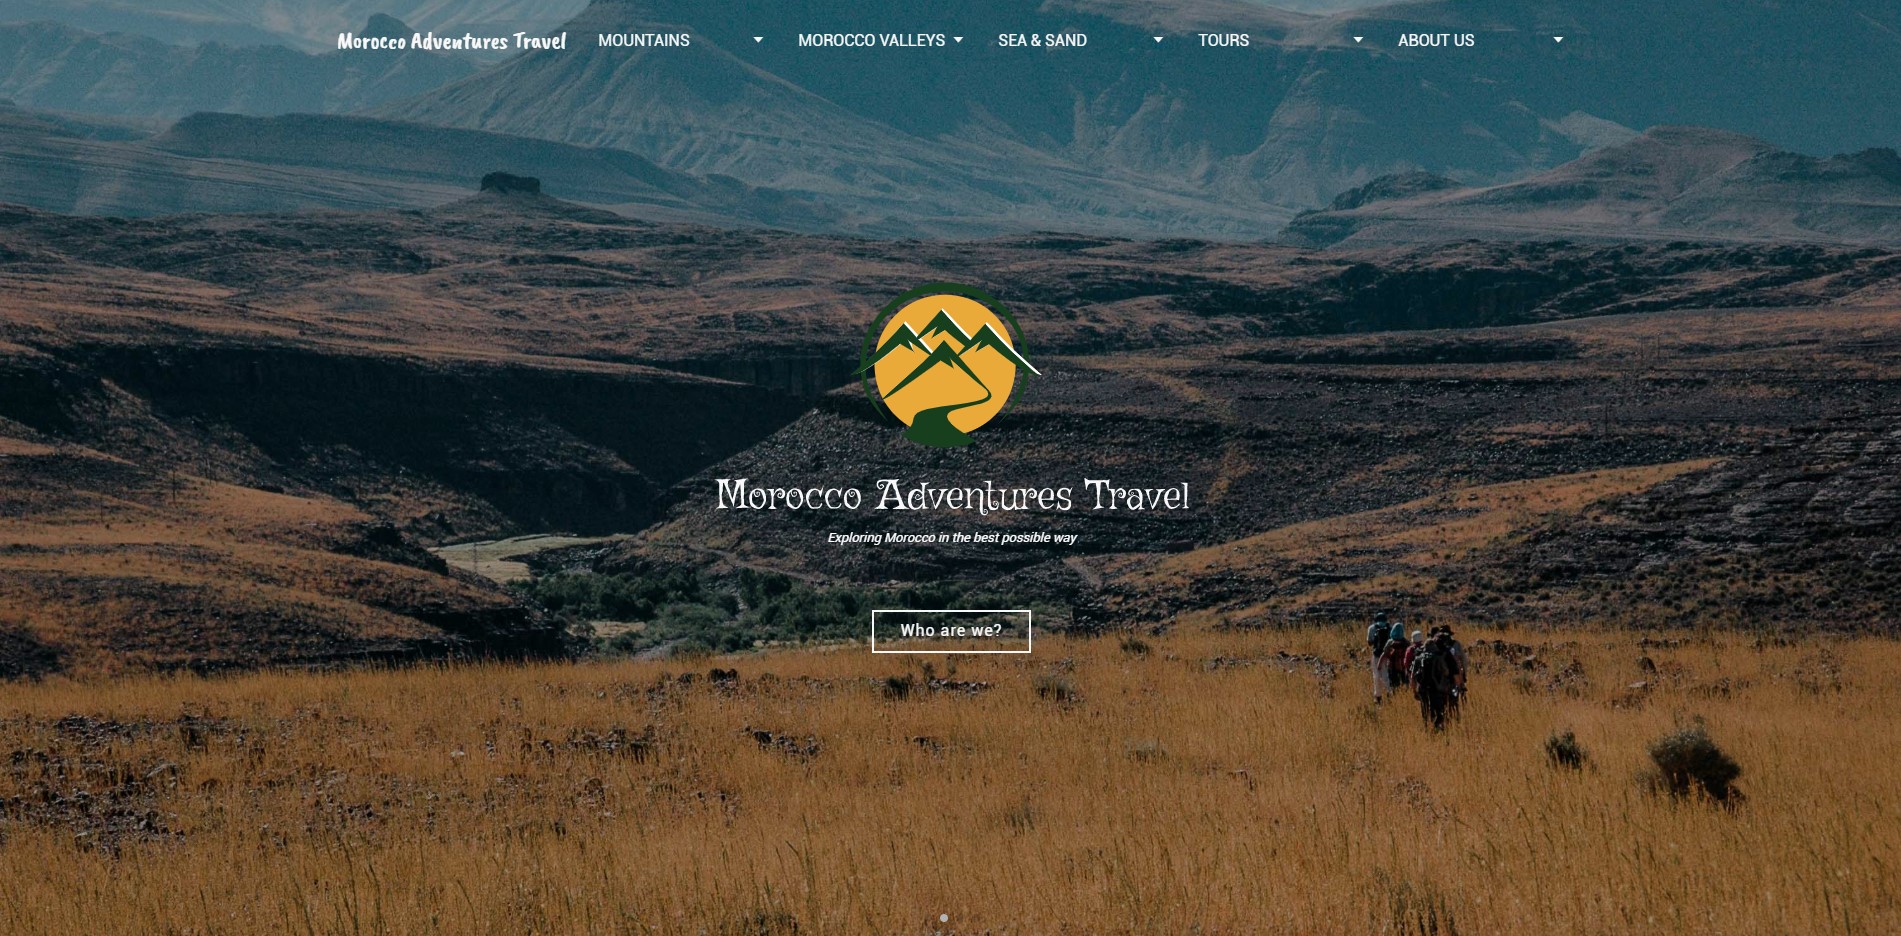 Morocco Adventures Travel
MOUNTAINS
MOROCCO VALLEYS
SEA & SAND
TOURS
ABOUT US
Morocco Adventures Travel
Exploring Morocco in the best possible way
Who are we?